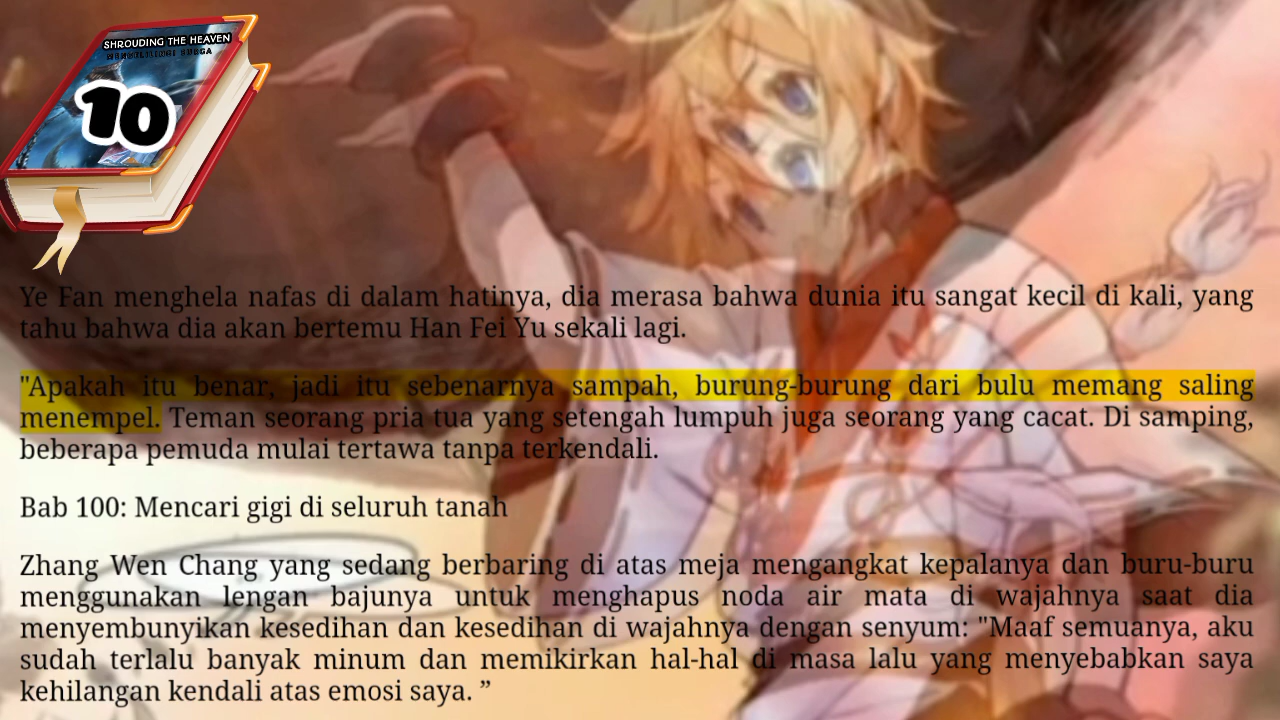 SHROUDING THE HEAVEN
10
Ye Fan menghela nafas di dalam hatinya, dia merasa bahwa dunia itu sangat kecil di kali, yang
tahu bahwa dia akan bertemu Han Fei Yu sekali lagi.
"Apakah itu benar, jadi itu sebenarnya sampah, burung-burung dari bulu memang saling
menempel. Teman seorang pria tua yang setengah lumpuh juga seorang yang cacat. Di samping,
beberapa pemuda mulai tertawa tanpa terkendali.
Bab 100: Mencari gigi di seluruh tanah
Zhang Wen Chang yang sedang berbaring di atas meja mengangkat kepalanya dan buru-buru
menggunakan lengan bajunya untuk menghapus noda air mata di wajahnya saat dia
menyembunyikan kesedihan dan kesedihan di wajahnya dengan senyum: "Maaf semuanya, aku
sudah terlalu banyak minum dan memikirkan hal-hal di masa lalu yang menyebabkan saya
kehilangan kendali atas emosi saya. ”